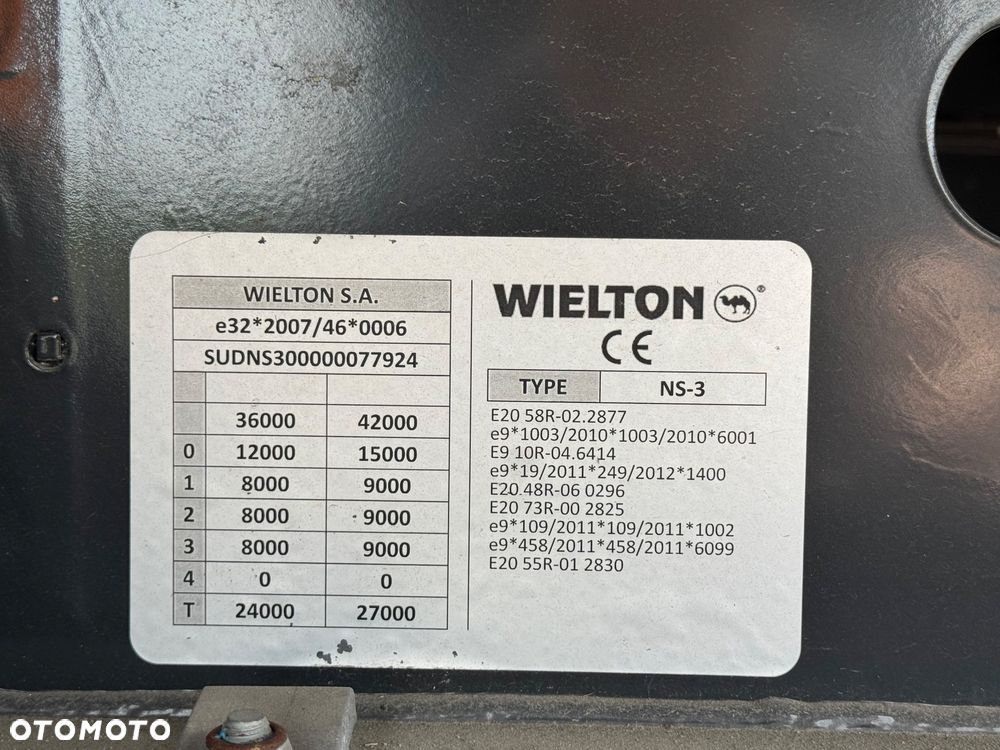 WIELTON S.A.
e32*2007/46*0006
SUDNS300000077924
36000 42000
0 12000 15000
1 8000 9000
2 8000 9000
3 8000 9000
4 0 0
T 24000 27000
WIELTON ®
CE
TYPE NS-3
E20 58R-02.2877
e9*1003/2010*1003/2010*6001
E9 10R-04.6414
e9*19/2011*249/2012*1400
E20 48R-06 0296
E20 73R-00 2825
e9*109/2011*109/2011*1002
e9*458/2011*458/2011*6099
E20 55R-01 2830
OTOMOTO